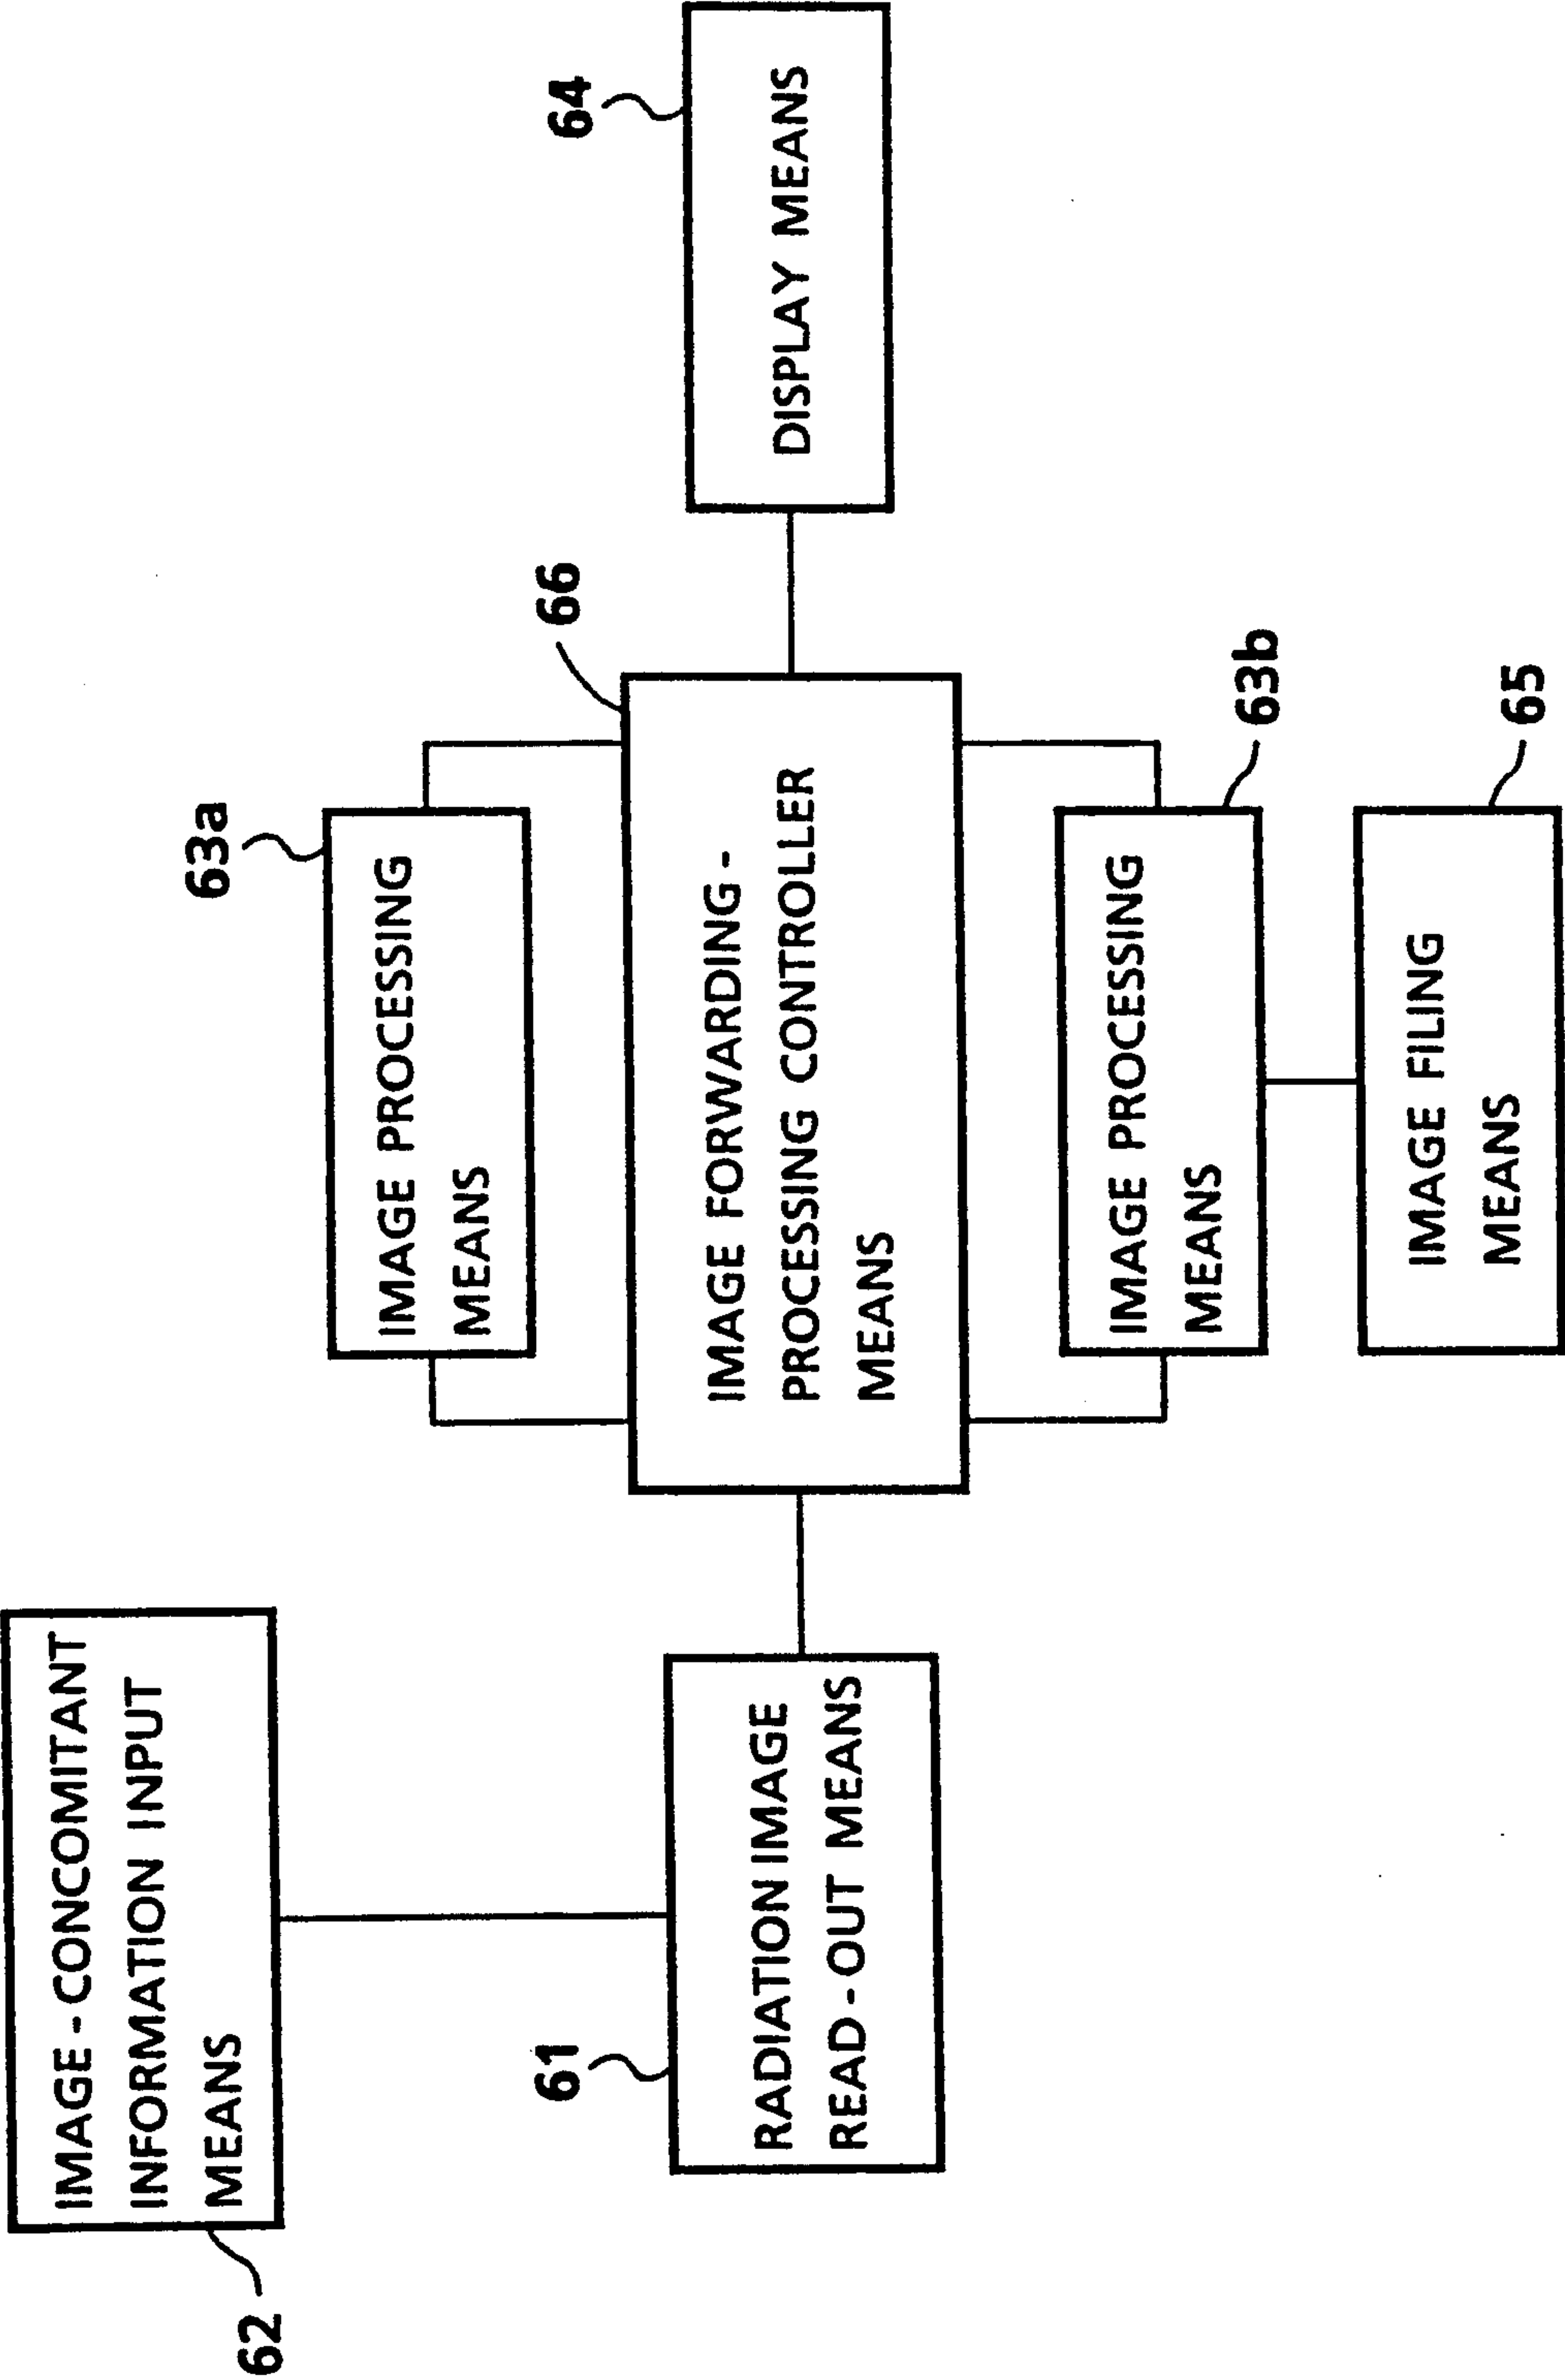 62
IMAGE - CONCOMITANT
INFORMATION INPUT
MEANS
61
RADIATION IMAGE
READ - OUT MEANS
63a
IMAGE PROCESSING
MEANS
66
IMAGE FORWARDING -
PROCESSING CONTROLLER
MEANS
63b
IMAGE PROCESSING
MEANS
65
IMAGE FILING
MEANS
64
DISPLAY MEANS